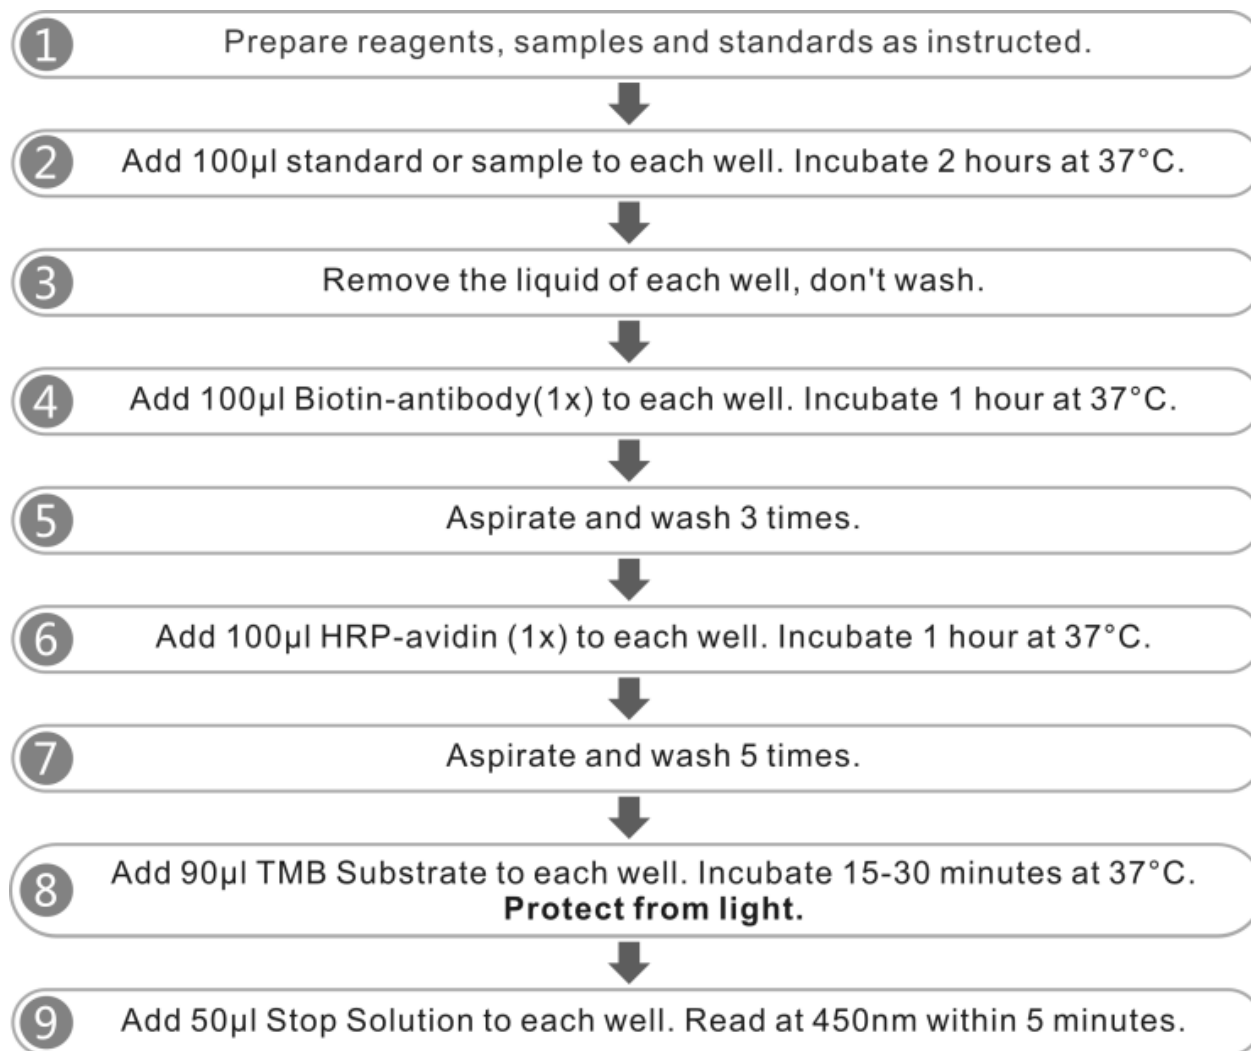 1 Prepare reagents, samples and standards as instructed.
2 Add 100µl standard or sample to each well. Incubate 2 hours at 37°C.
3 Remove the liquid of each well, don't wash.
4 Add 100µl Biotin-antibody(1x) to each well. Incubate 1 hour at 37°C.
5 Aspirate and wash 3 times.
6 Add 100µl HRP-avidin (1x) to each well. Incubate 1 hour at 37°C.
7 Aspirate and wash 5 times.
8 Add 90µl TMB Substrate to each well. Incubate 15-30 minutes at 37°C.
Protect from light.
9 Add 50µl Stop Solution to each well. Read at 450nm within 5 minutes.